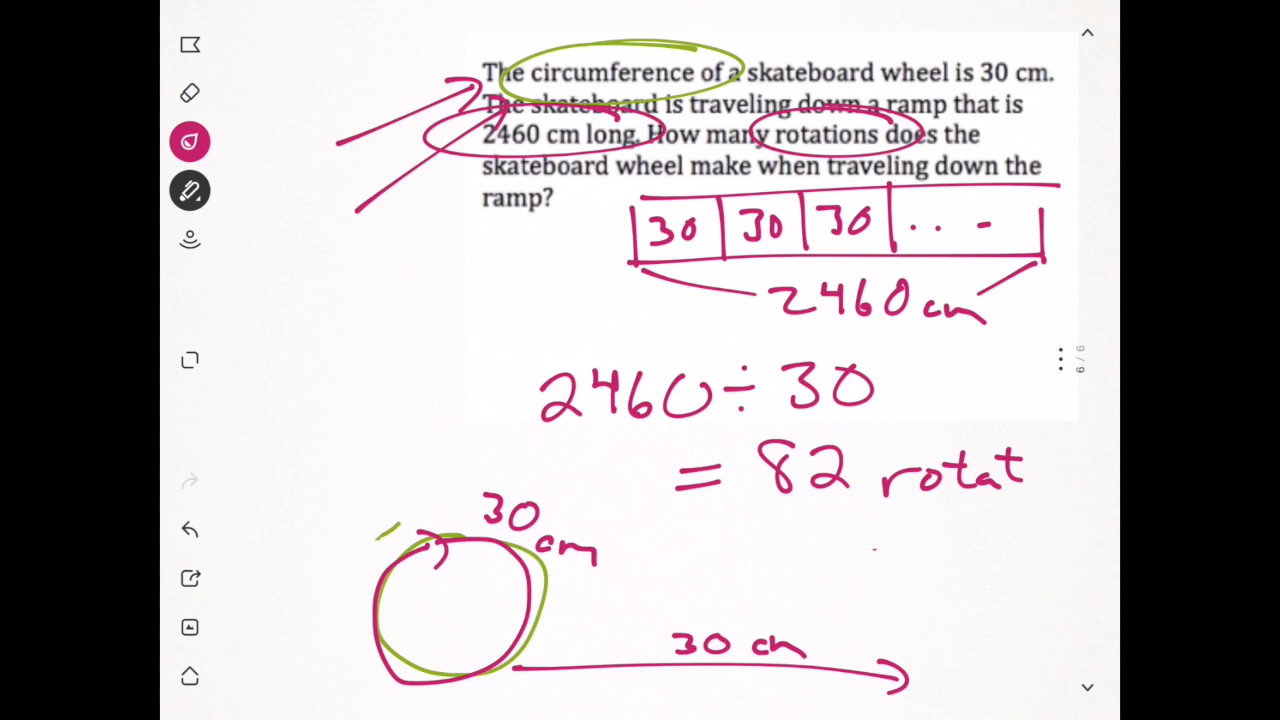 The circumference of a skateboard wheel is 30 cm.
The skateboard is traveling down a ramp that is
2460 cm long. How many rotations does the
skateboard wheel make when traveling down the
ramp?
30 30 30 . . -
2460 cm
9 / 9
2460 ÷ 30
= 82 rotat
30
cm
30 cm